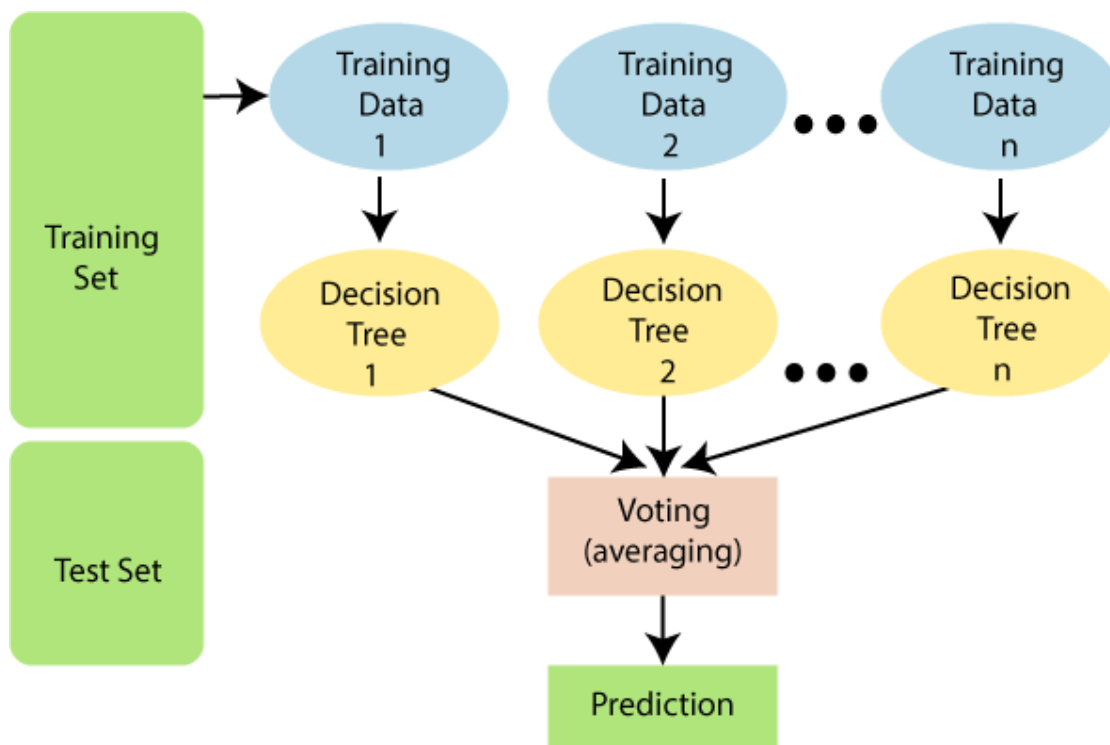 Training
Set
Test Set
Training
Data
1
Training
Data
2
Training
Data
n
Decision
Tree
1
Decision
Tree
2
Decision
Tree
n
Voting
(averaging)
Prediction